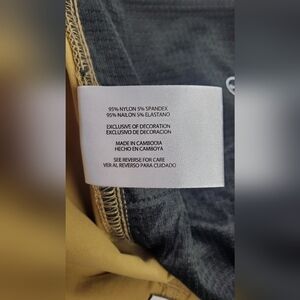 95% NYLON 5% SPANDEX
95% NAILON 5% ELASTANO
EXCLUSIVE OF DECORATION
EXCLUSIVO DE DECORACION
MADE IN CAMBODIA
HECHO EN CAMBOYA
SEE REVERSE FOR CARE
VER AL REVERSO PARA CUIDADO